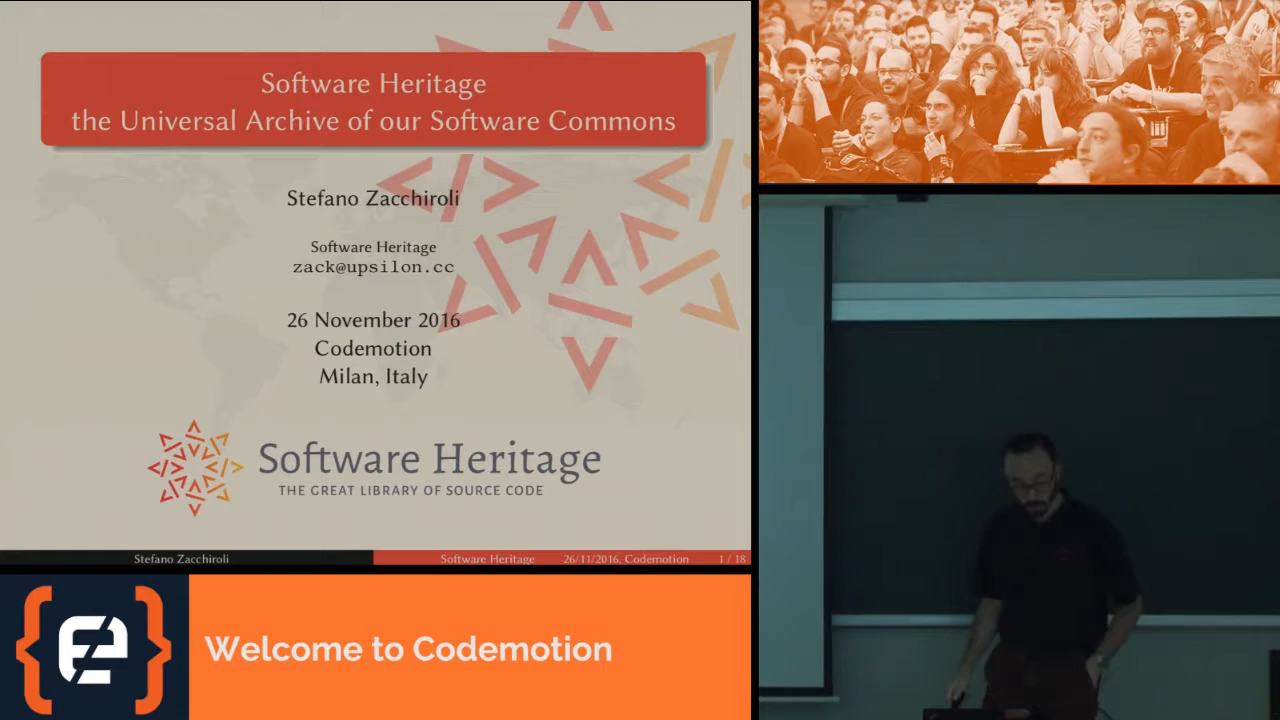 Software Heritage
the Universal Archive of our Software Commons
Stefano Zacchiroli
Software Heritage
zack@upsilon.cc
26 November 2016
Codemotion
Milan, Italy
Software Heritage
THE GREAT LIBRARY OF SOURCE CODE
Stefano Zacchiroli Software Heritage 26/11/2016, Codemotion 1 / 18
Welcome to Codemotion